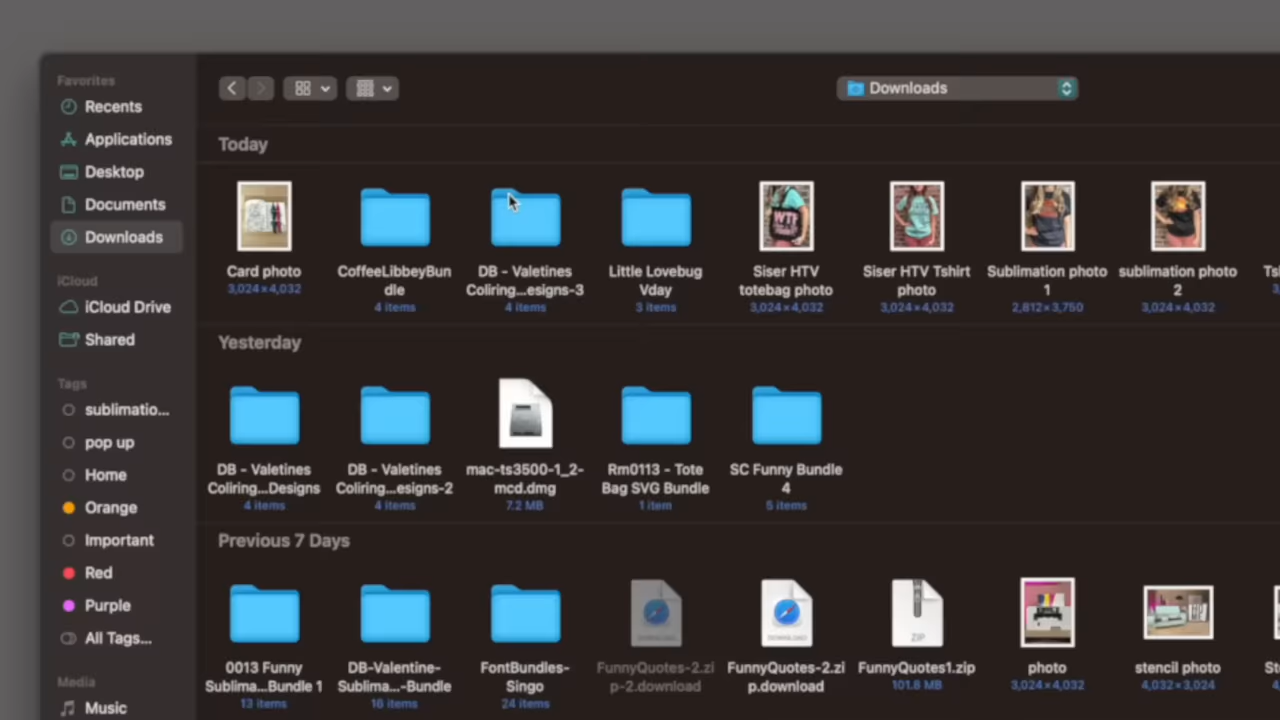 Favorites
Recents
Applications
Desktop
Documents
Downloads
iCloud
iCloud Drive
Shared
Tags
sublimatio...
pop up
Home
Orange
Important
Red
Purple
All Tags...
Media
Music
Downloads
Today
Card photo
3,024×4,032
CoffeeLibbeyBun
dle
4 items
DB - Valetines
Coliring...esigns-3
4 items
Little Lovebug
Vday
3 items
Siser HTV
totebag photo
3,024×4,032
Siser HTV Tshirt
photo
3,024×4,032
Sublimation photo
1
2,812×3,750
sublimation photo
2
3,024×4,032
Yesterday
DB - Valetines
Coliring...Designs
4 items
DB - Valetines
Coliring...esigns-2
4 items
mac-ts3500-1_2-
mcd.dmg
7.2 MB
Rm0113 - Tote
Bag SVG Bundle
1 item
SC Funny Bundle
4
5 items
Previous 7 Days
0013 Funny
Sublima...Bundle 1
13 items
DB-Valentine-
Sublima...-Bundle
16 items
FontBundles-
Singo
24 items
FunnyQuotes-2.zi
p-2.download
FunnyQuotes-2.zi
p.download
ZIP
FunnyQuotes1.zip
101.8 MB
photo
3,024×4,032
stencil photo
4,032×3,024